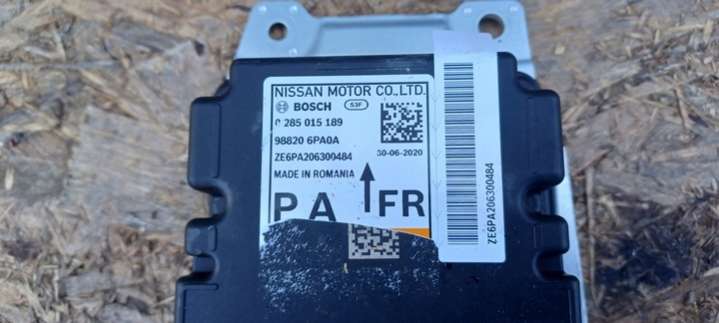 NISSAN MOTOR CO.,LTD.
BOSCH 53F
0 285 015 189
98820 6PA0A
ZE6PA206300484
30-06-2020
MADE IN ROMANIA
PA FR
ZE6PA206300484